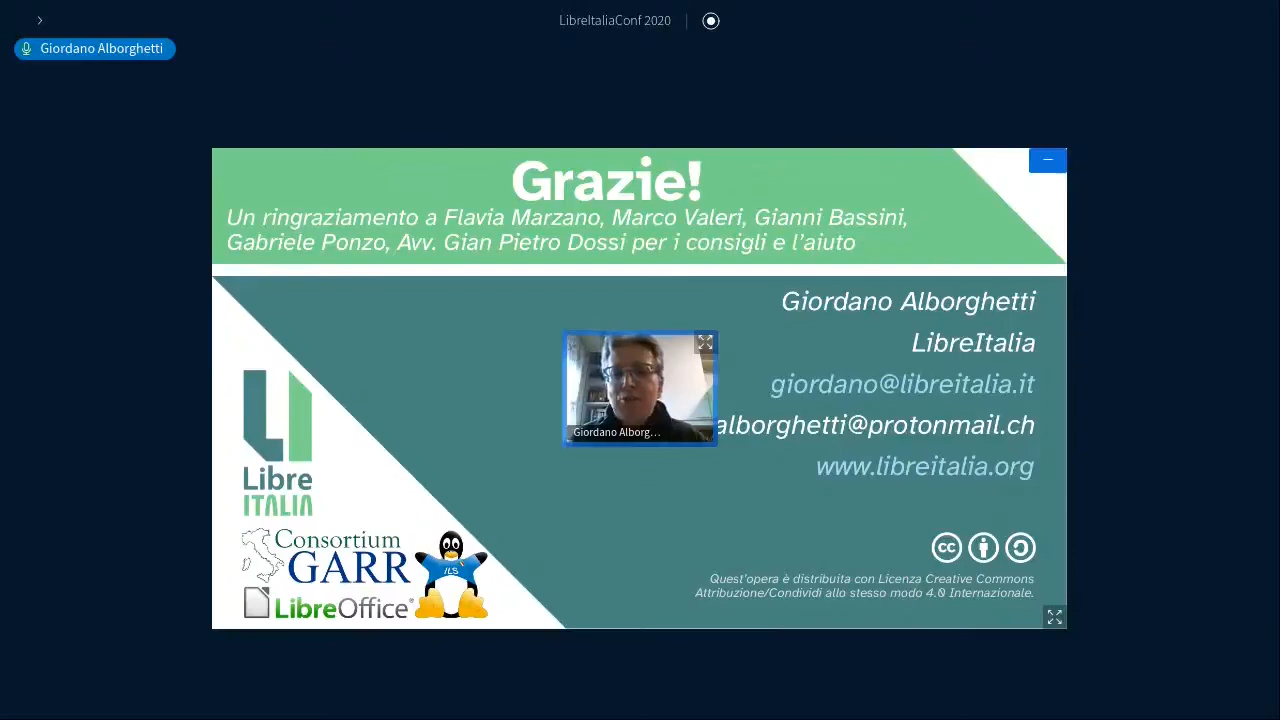 LibreItaliaConf 2020
Giordano Alborghetti
Grazie!
Un ringraziamento a Flavia Marzano, Marco Valeri, Gianni Bassini,
Gabriele Ponzo, Avv. Gian Pietro Dossi per i consigli e l'aiuto
Giordano Alborghetti
LibreItalia
giordano@libreitalia.it
alborghetti@protonmail.ch
www.libreitalia.org
Giordano Alborg...
Libre
ITALIA
Consortium
GARR
ILS
LibreOffice®
cc
Quest'opera è distribuita con Licenza Creative Commons
Attribuzione/Condividi allo stesso modo 4.0 Internazionale.